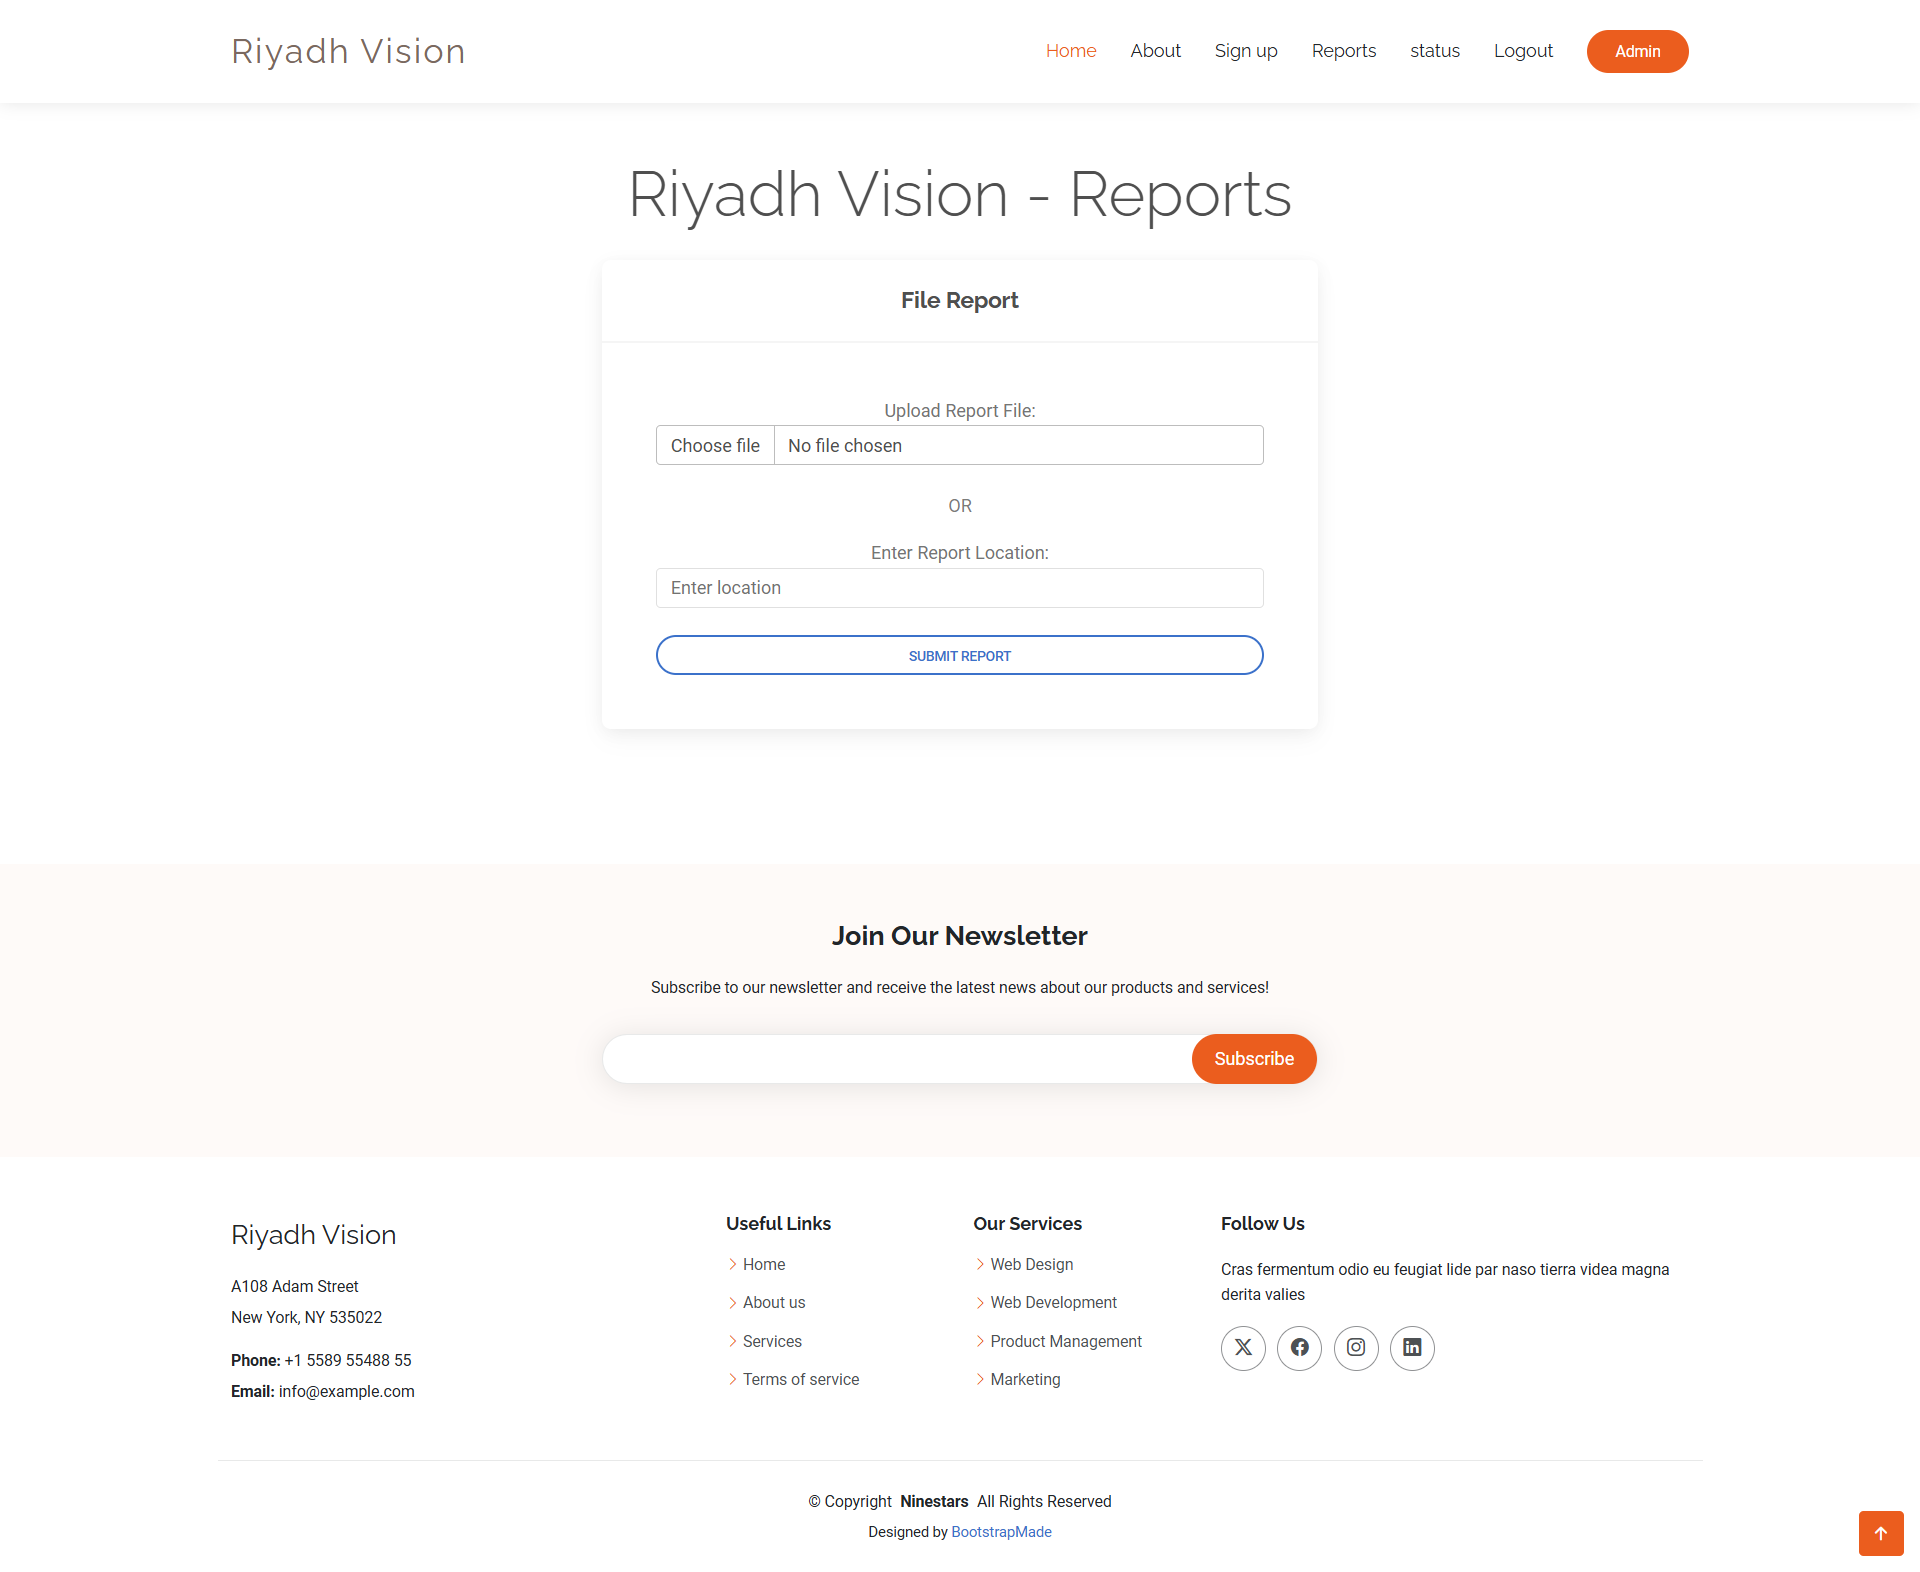 Riyadh Vision
Home About Sign up Reports status Logout Admin
Riyadh Vision - Reports
File Report
Upload Report File:
Choose file No file chosen
OR
Enter Report Location:
Enter location
SUBMIT REPORT
Join Our Newsletter
Subscribe to our newsletter and receive the latest news about our products and services!
Subscribe
Riyadh Vision
A108 Adam Street
New York, NY 535022
Phone: +1 5589 55488 55
Email: info@example.com
Useful Links
Home
About us
Services
Terms of service
Our Services
Web Design
Web Development
Product Management
Marketing
Follow Us
Cras fermentum odio eu feugiat lide par naso tierra videa magna
derita valies
© Copyright Ninestars All Rights Reserved
Designed by BootstrapMade